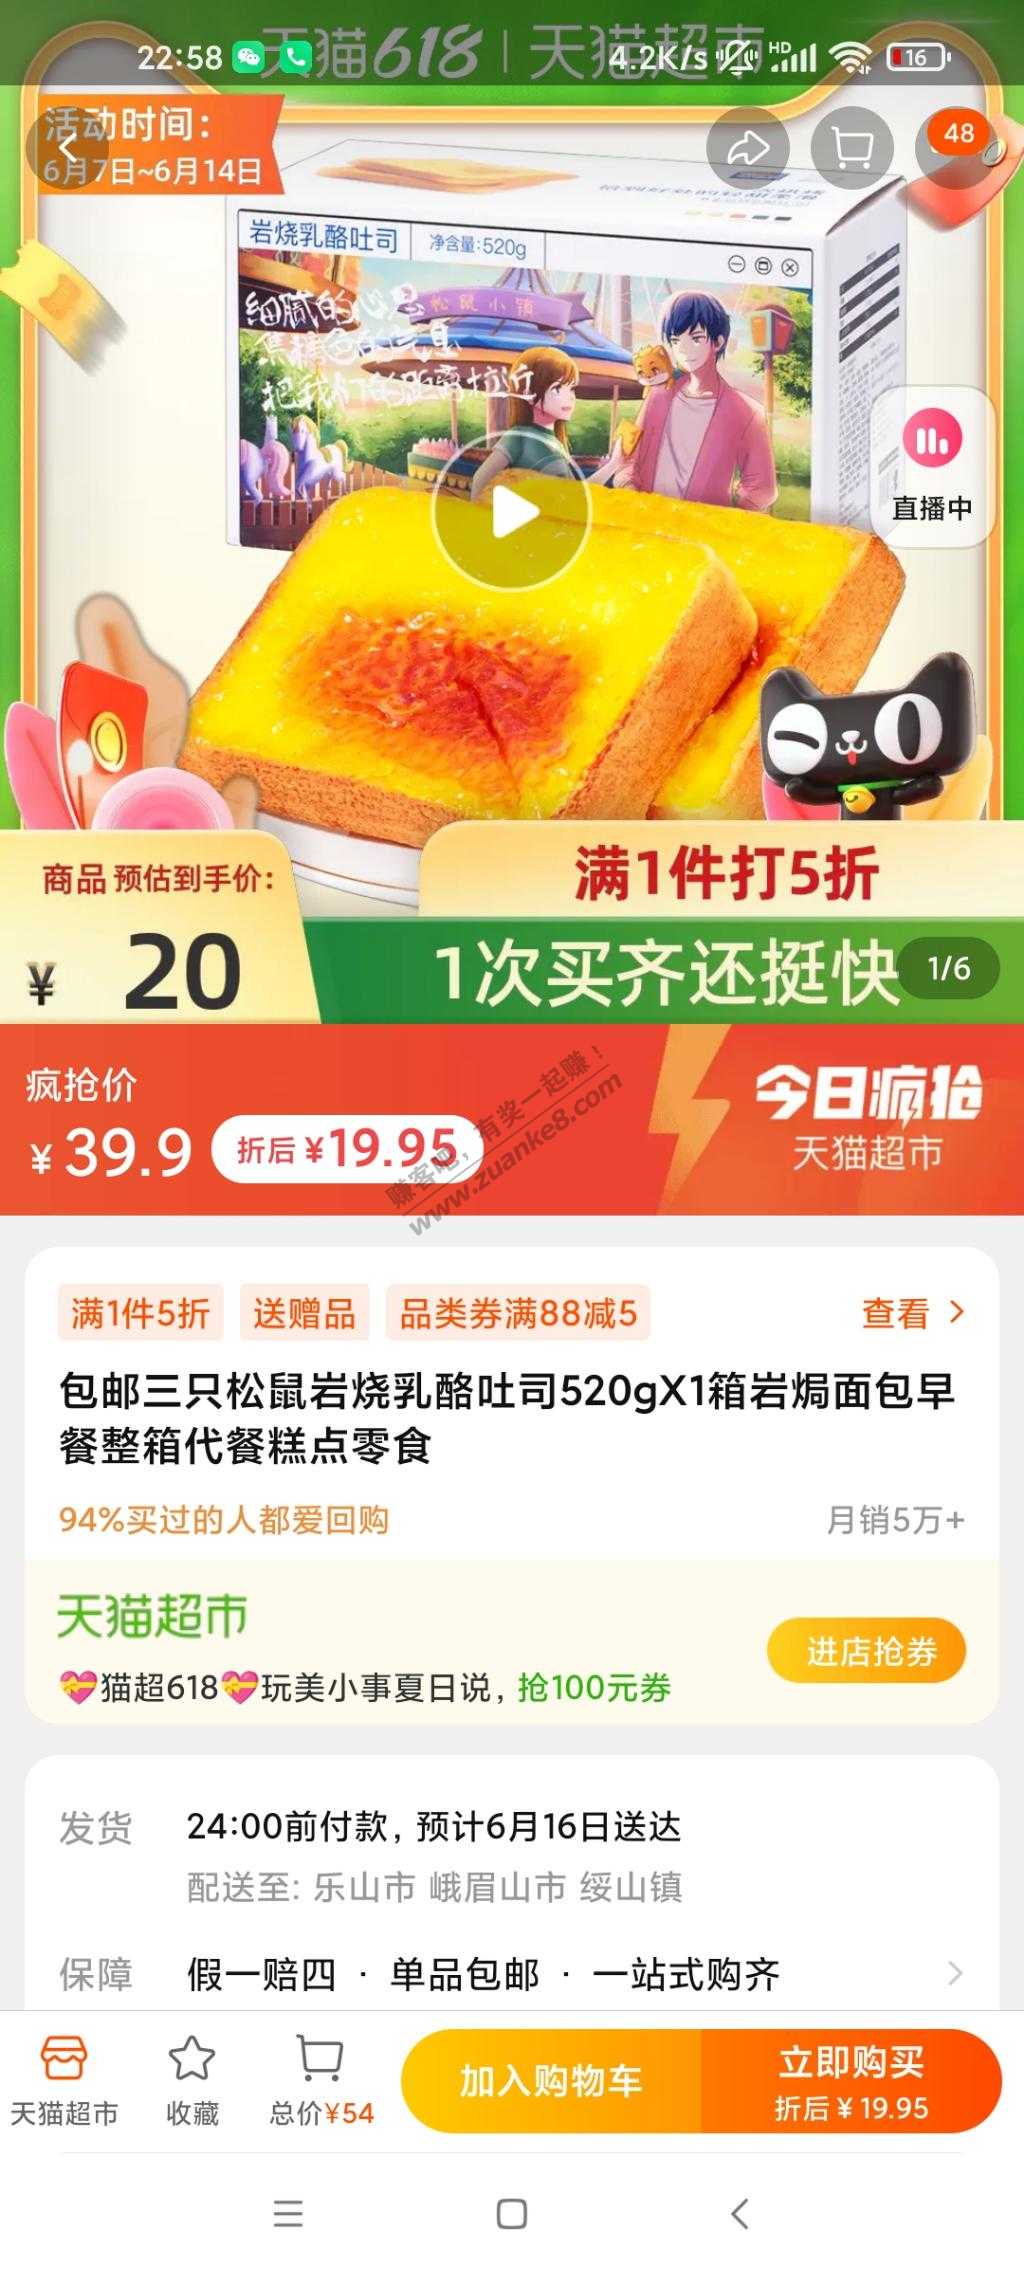 天猫618 | 天猫超市
22:58 4.2K/s HD 16
活动时间：
6月7日~6月14日
48
岩烧乳酪吐司 净含量:520g
松鼠小镇
细腻的心思
把我们的距离拉近
直播中
商品 预估到手价：
¥ 20
满1件打5折
1次买齐还挺快
1/6
疯抢价
¥ 39.9 折后 ¥19.95
今日疯抢
天猫超市
赚客吧，有奖一起赚！
www.zuanke8.com
满1件5折 送赠品 品类券满88减5 查看 >
包邮三只松鼠岩烧乳酪吐司520gX1箱岩焗面包早
餐整箱代餐糕点零食
94%买过的人都爱回购 月销5万+
天猫超市
💝猫超618💝玩美小事夏日说，抢100元券
进店抢券
发货 24:00前付款，预计6月16日送达
配送至: 乐山市 峨眉山市 绥山镇
保障 假一赔四 · 单品包邮 · 一站式购齐 >
天猫超市 收藏 总价¥54 加入购物车
立即购买
折后 ¥ 19.95